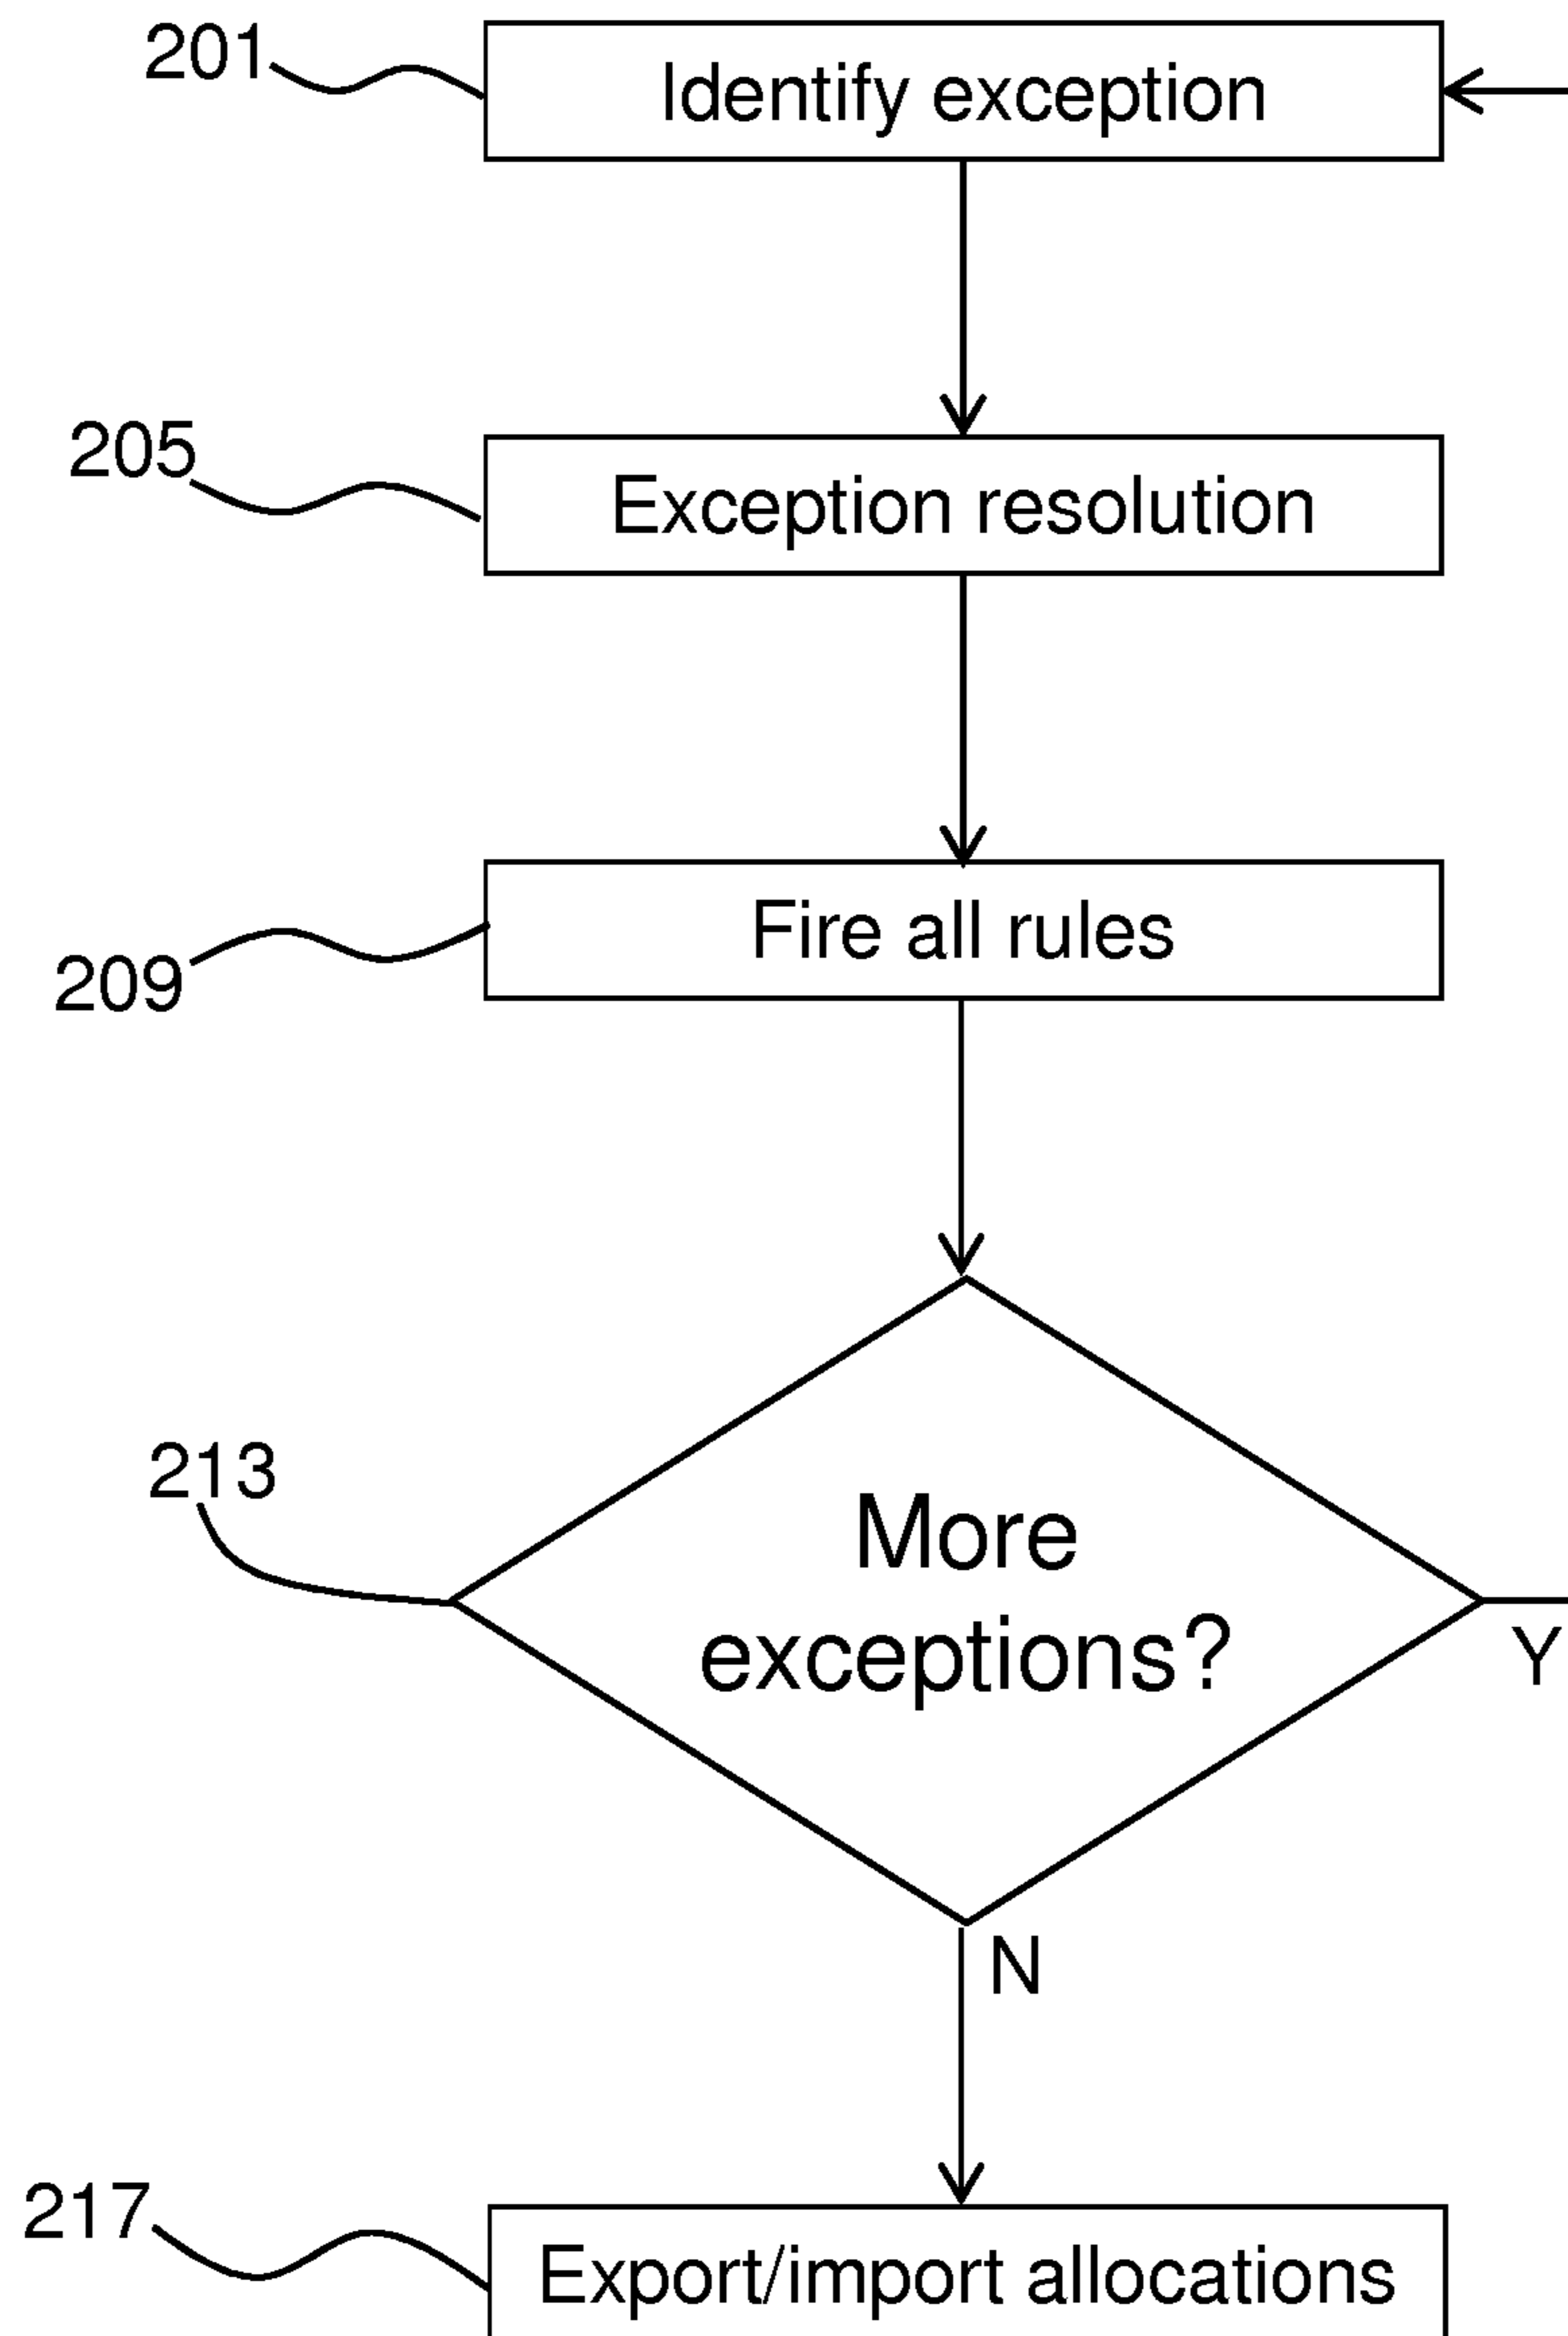 201
Identify exception
205
Exception resolution
Fire all rules
209
213
More
exceptions?
Y
N
217
Export/import allocations